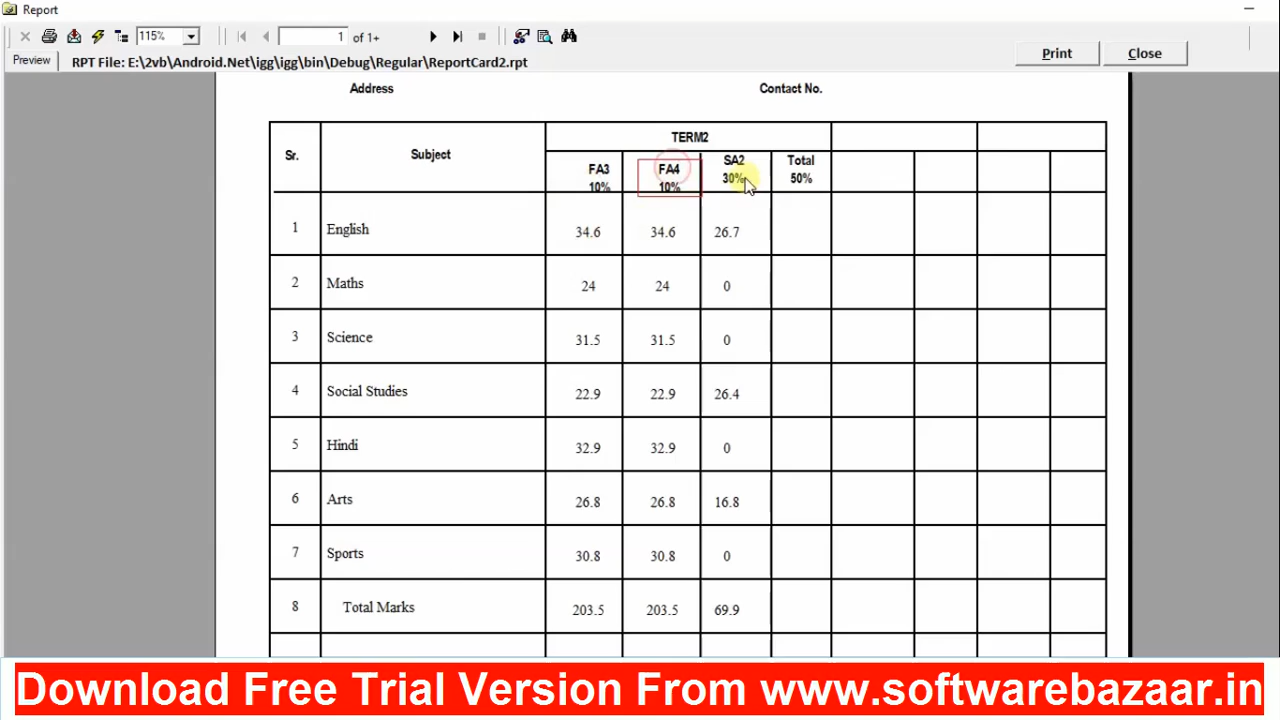 Report
115%
1 of 1+
Preview
RPT File: E:\2vb\Android.Net\igg\igg\bin\Debug\Regular\ReportCard2.rpt
Print Close
Address Contact No.
Sr. Subject TERM2
FA3 10% FA4 10% SA2 30% Total 50%
1 English 34.6 34.6 26.7
2 Maths 24 24 0
3 Science 31.5 31.5 0
4 Social Studies 22.9 22.9 26.4
5 Hindi 32.9 32.9 0
6 Arts 26.8 26.8 16.8
7 Sports 30.8 30.8 0
8 Total Marks 203.5 203.5 69.9
Download Free Trial Version From www.softwarebazaar.in